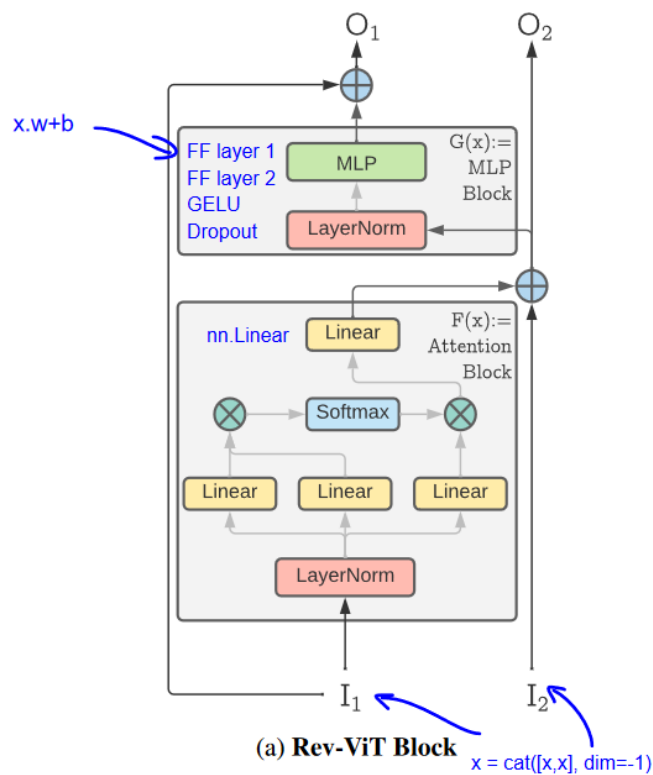 O1 O2
x.w+b
FF layer 1
FF layer 2
GELU
Dropout
MLP
LayerNorm
G(x):=
MLP
Block
nn.Linear
Linear
F(x):=
Attention
Block
Softmax
Linear Linear Linear
LayerNorm
I1 I2
(a) Rev-ViT Block
x = cat([x,x], dim=-1)